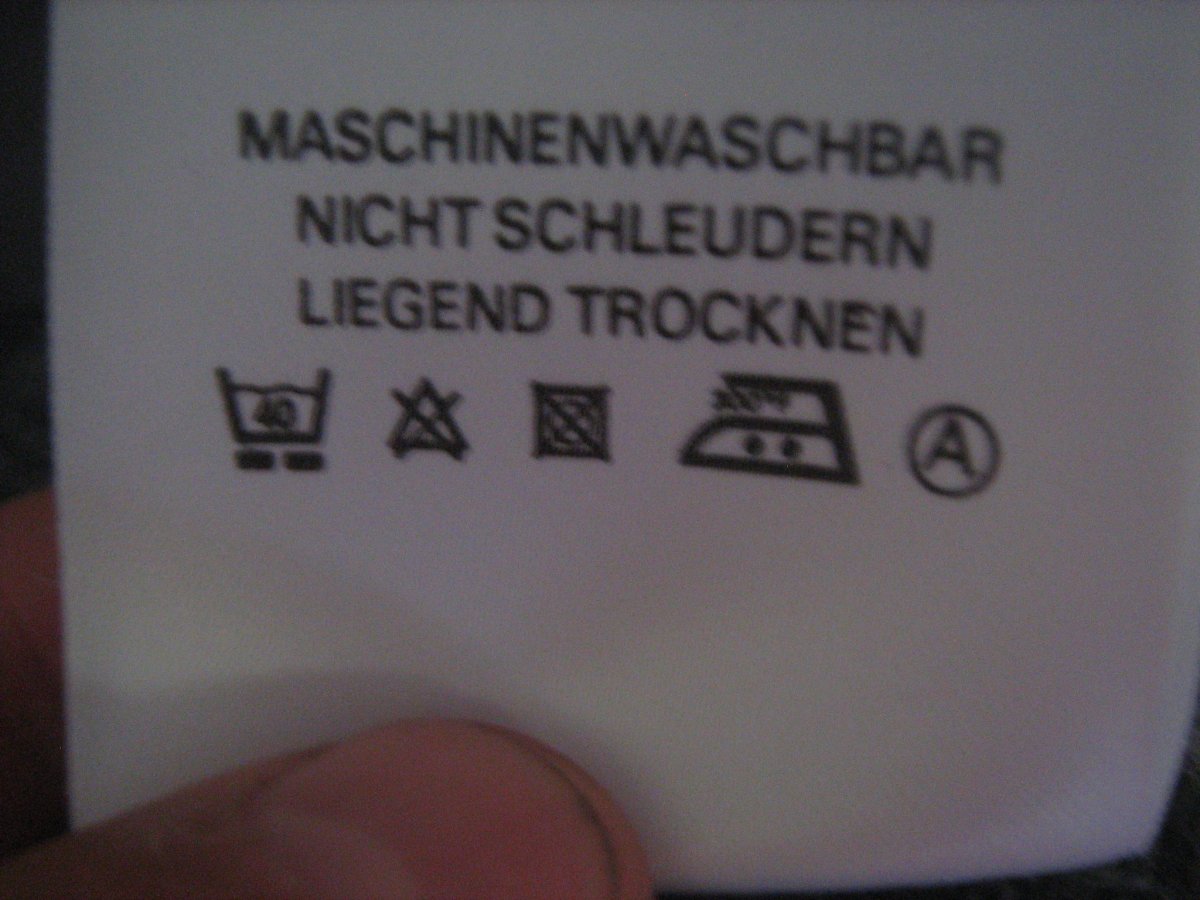 MASCHINENWASCHBAR
NICHT SCHLEUDERN
LIEGEND TROCKNEN
40 A